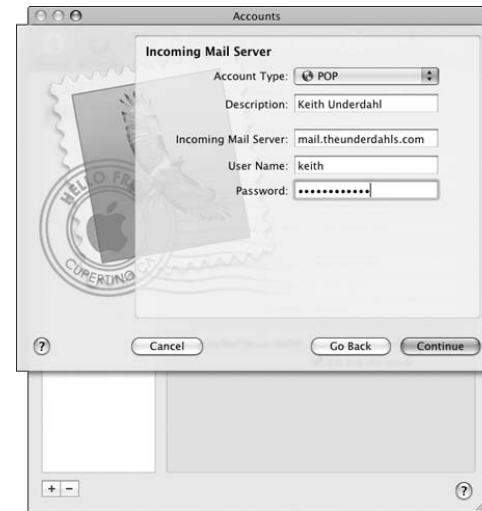 Accounts
Incoming Mail Server
Account Type: POP
Description: Keith Underdahl
Incoming Mail Server: mail.theunderdahls.com
User Name: keith
Password: ••••••••••••
HELLO FR
CUPERTINO CA
? Cancel Go Back Continue
+ − ?